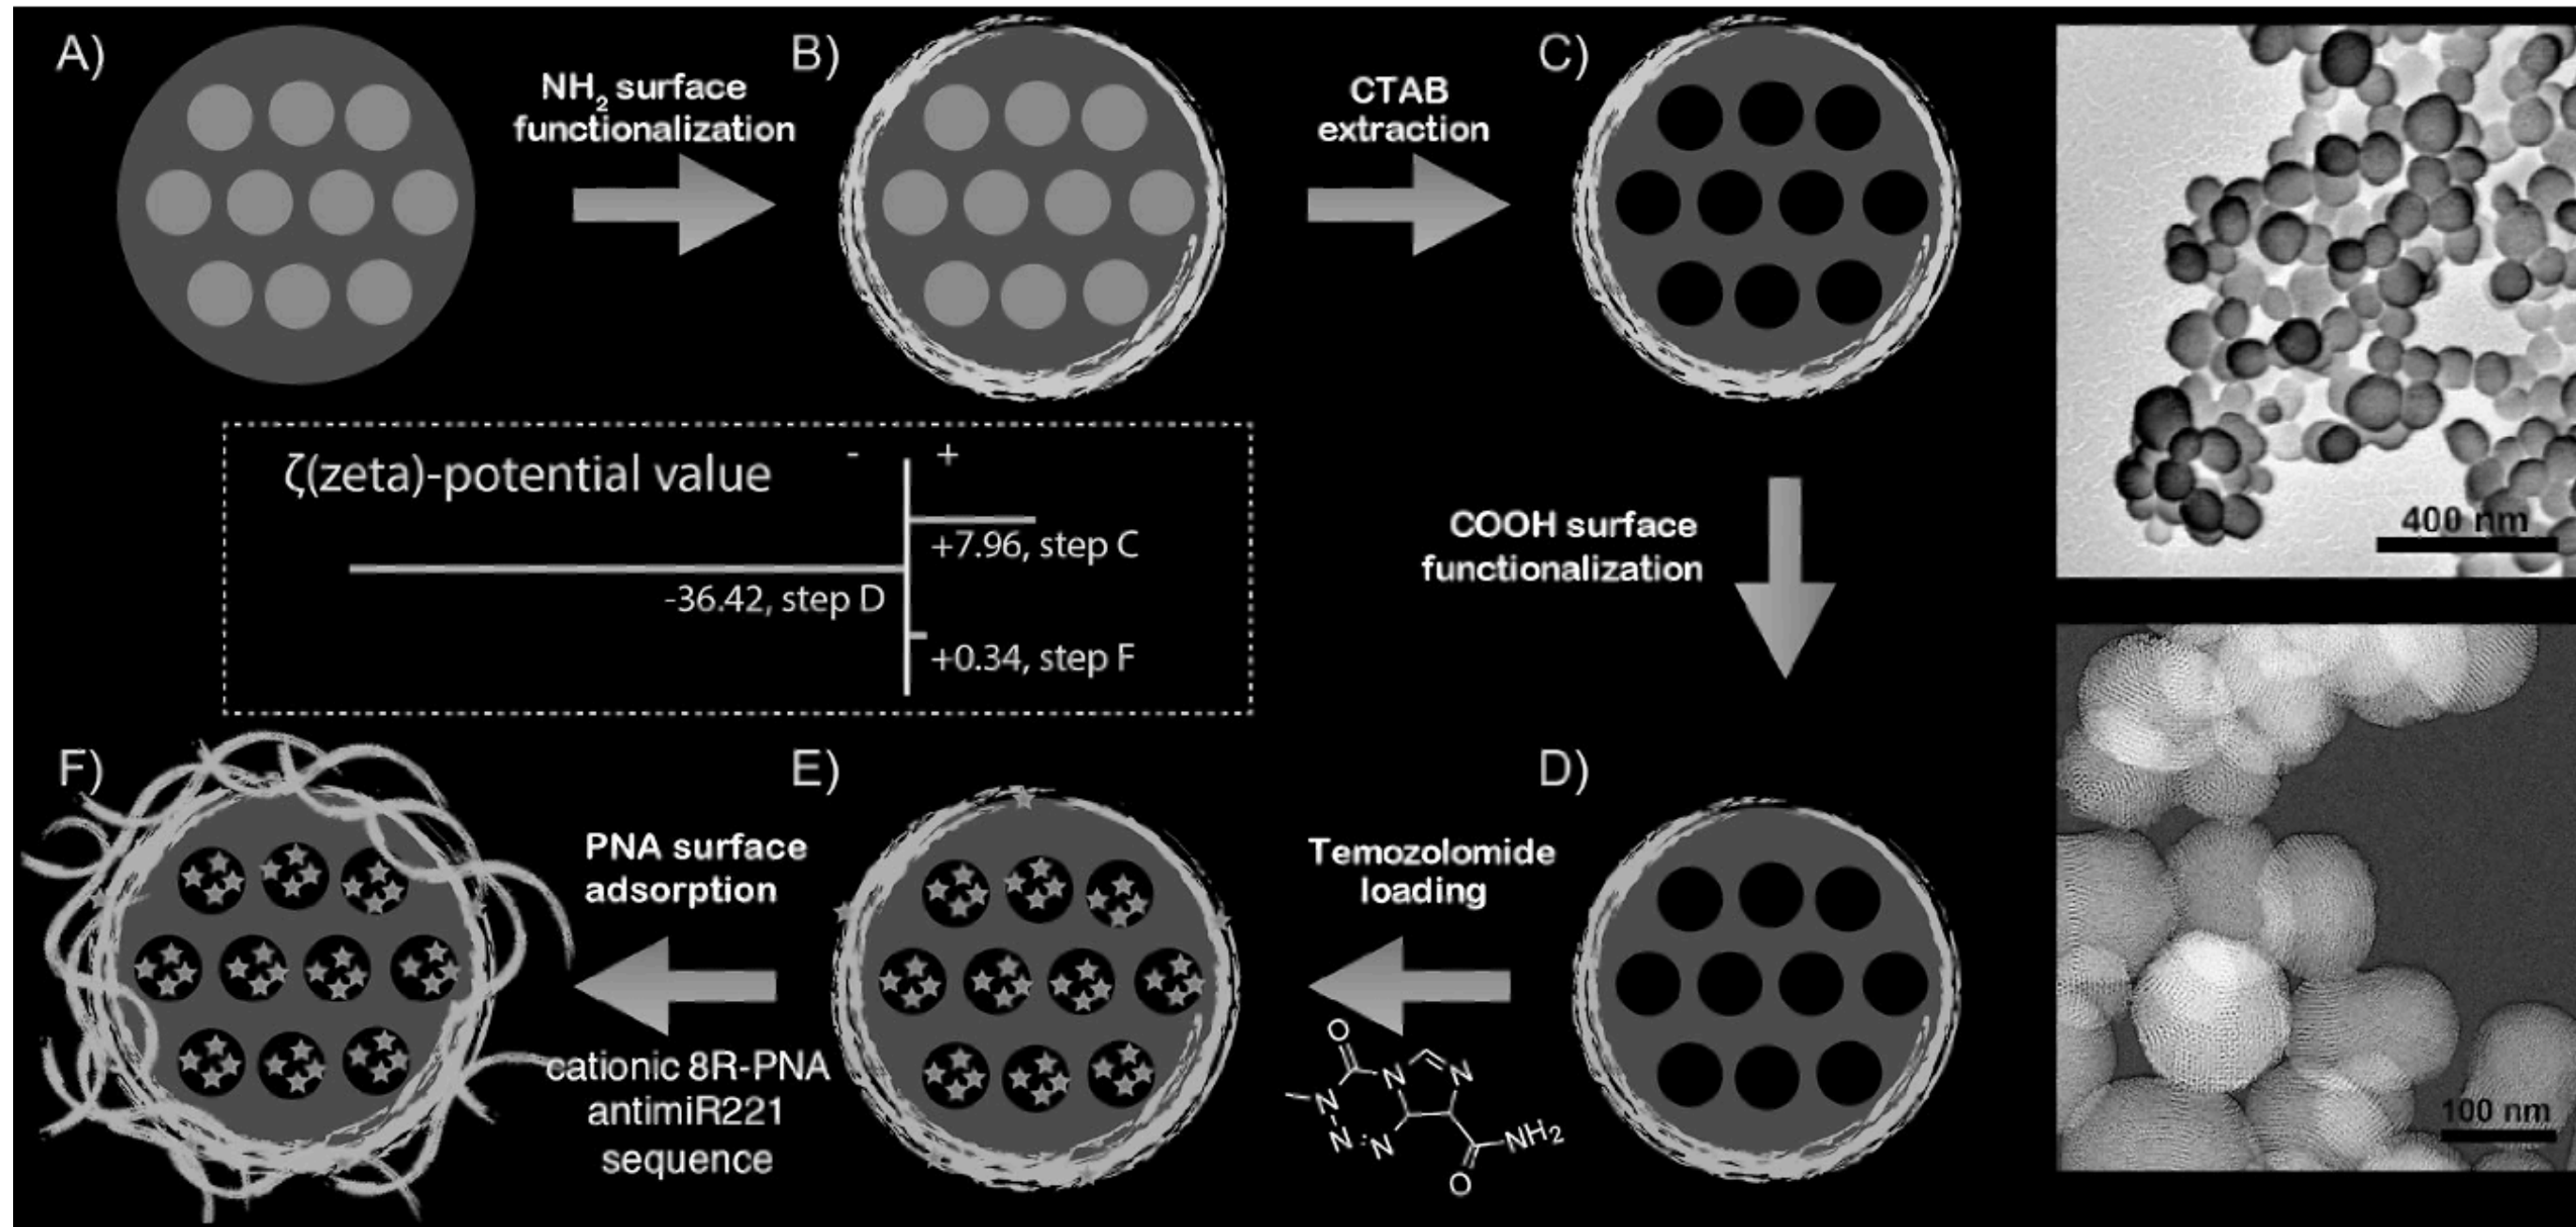 A)
NH2 surface
functionalization
B)
CTAB
extraction
C)
400 nm
ζ(zeta)-potential value
- +
+7.96, step C
-36.42, step D
+0.34, step F
COOH surface
functionalization
D)
Temozolomide
loading
O
N
N
N
N
N
NH2
O
E)
PNA surface
adsorption
cationic 8R-PNA
antimiR221
sequence
F)
100 nm